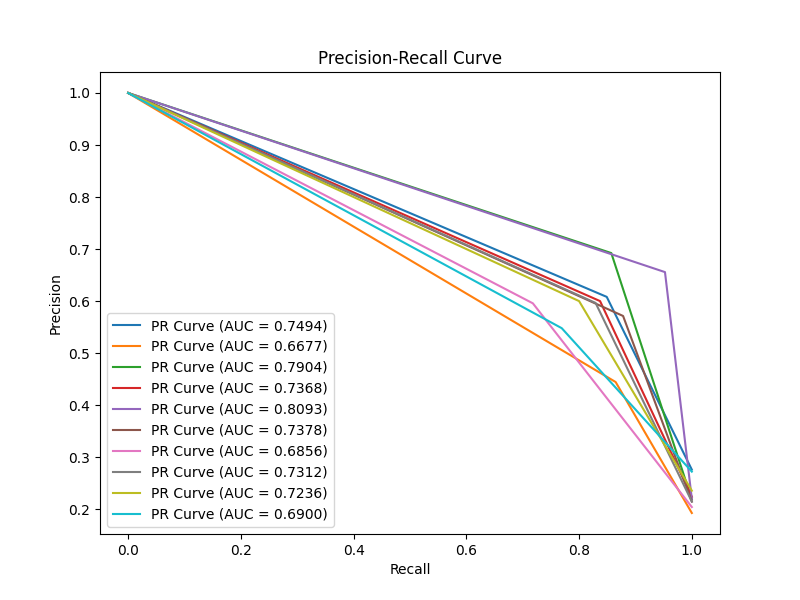 Precision-Recall Curve
1.0
0.9
0.8
0.7
0.6
0.5
0.4
0.3
0.2
Precision
PR Curve (AUC = 0.7494)
PR Curve (AUC = 0.6677)
PR Curve (AUC = 0.7904)
PR Curve (AUC = 0.7368)
PR Curve (AUC = 0.8093)
PR Curve (AUC = 0.7378)
PR Curve (AUC = 0.6856)
PR Curve (AUC = 0.7312)
PR Curve (AUC = 0.7236)
PR Curve (AUC = 0.6900)
0.0 0.2 0.4 0.6 0.8 1.0
Recall